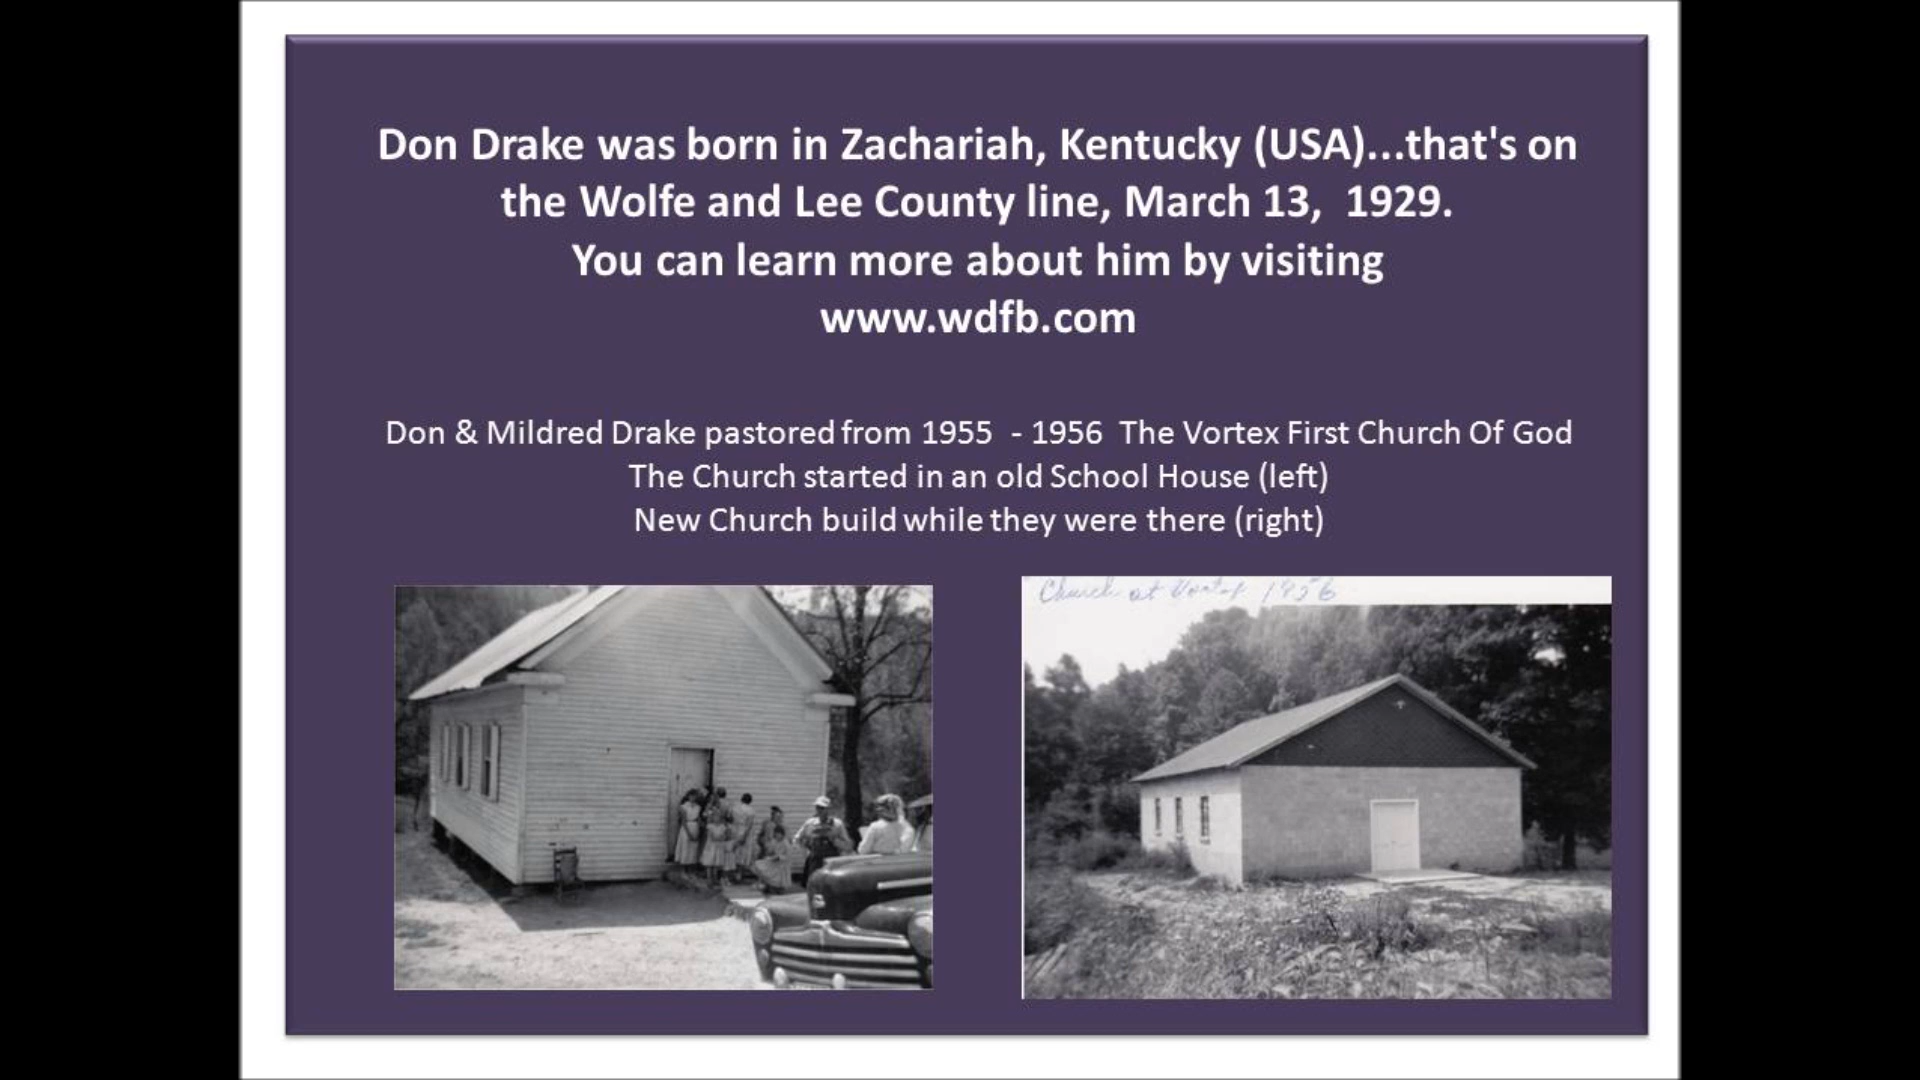 Don Drake was born in Zachariah, Kentucky (USA)...that's on
the Wolfe and Lee County line, March 13,  1929.
You can learn more about him by visiting
www.wdfb.com
Don & Mildred Drake pastored from 1955  - 1956  The Vortex First Church Of God
The Church started in an old School House (left)
New Church build while they were there (right)
Church at Vortex 1956